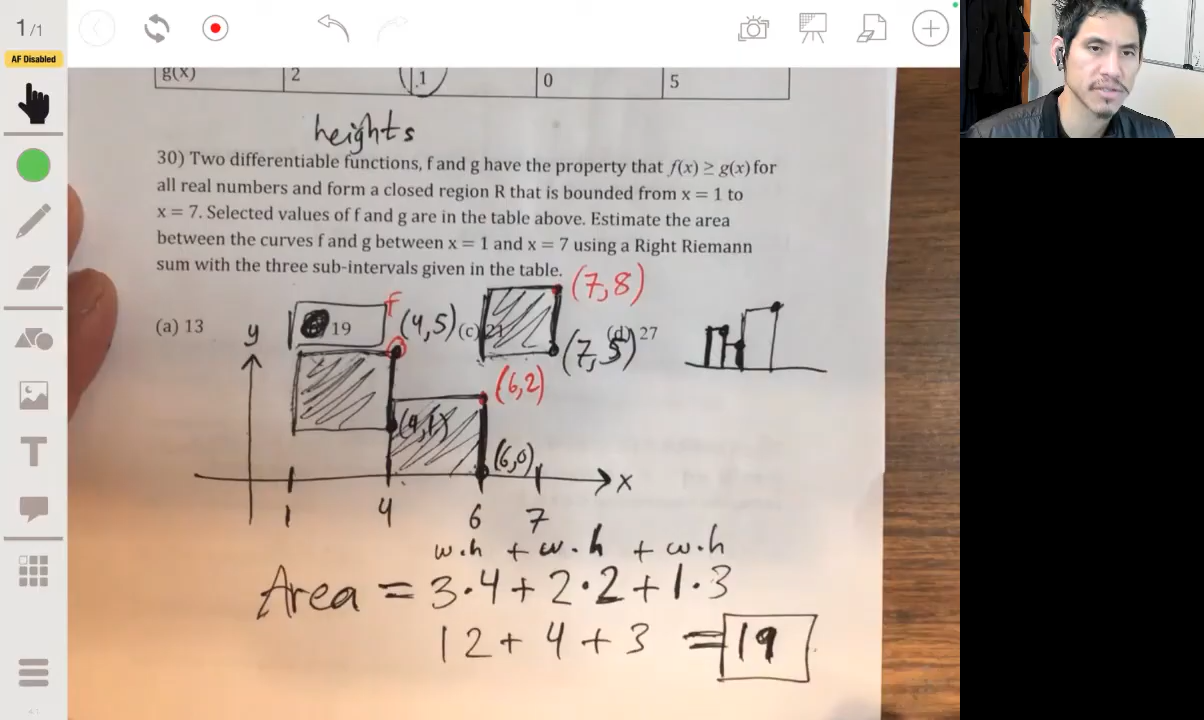 1/1
AF Disabled
T
g(x) 2 1 0 5
heights
30) Two differentiable functions, f and g have the property that f(x) ≥ g(x) for
all real numbers and form a closed region R that is bounded from x = 1 to
x = 7. Selected values of f and g are in the table above. Estimate the area
between the curves f and g between x = 1 and x = 7 using a Right Riemann
sum with the three sub-intervals given in the table.
(7,8)
f
(a) 13 y 19 (4,5) (c) 21 (7,5) (d) 27
(6,2)
(4,1)
(6,0)
x
1 4 6 7
w.h + w.h + w.h
Area = 3·4 + 2·2 + 1·3
12 + 4 + 3 = 19